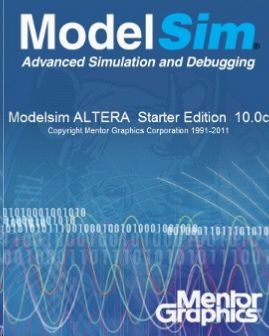 ModelSim®
Advanced Simulation and Debugging
Modelsim ALTERA Starter Edition 10.0c
Copyright Mentor Graphics Corporation 1991-2011
Mentor
Graphics